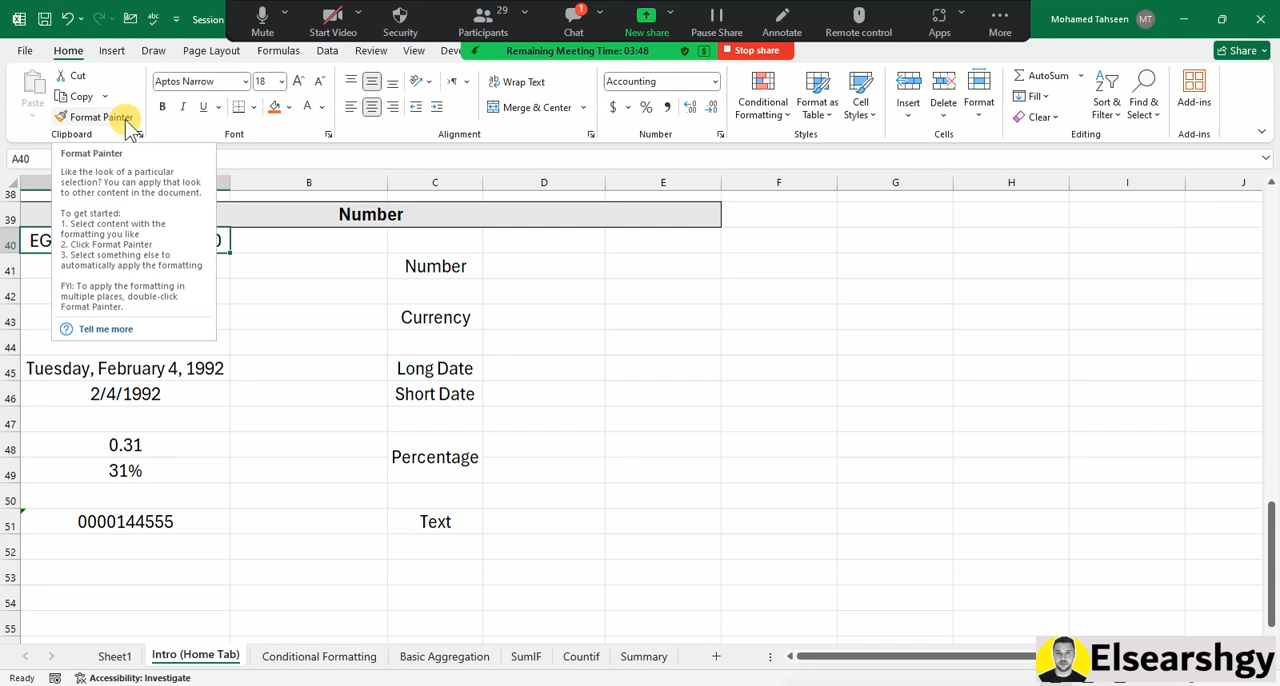 Session
Mute
Start Video
Security
Participants
29
Chat
1
New share
Pause Share
Annotate
Remote control
Apps
More
Mohamed Tahseen
MT
File
Home
Insert
Draw
Page Layout
Formulas
Data
Review
View
Remaining Meeting Time: 03:48
Stop share
Share
Paste
Cut
Copy
Format Painter
Clipboard
Aptos Narrow
18
B
I
U
Font
Wrap Text
Merge & Center
Alignment
Accounting
$
%
Number
Conditional Formatting
Format as Table
Cell Styles
Styles
Insert
Delete
Format
Cells
AutoSum
Fill
Clear
Sort & Filter
Find & Select
Editing
Add-ins
Add-ins
A40
Format Painter
Like the look of a particular
selection? You can apply that look
to other content in the document.
To get started:
1. Select content with the
formatting you like
2. Click Format Painter
3. Select something else to
automatically apply the formatting
FYI: To apply the formatting in
multiple places, double-click
Format Painter.
Tell me more
B C D E F G H I J
38
39 Number
40 EG 0
41 Number
42
43 Currency
44
45 Tuesday, February 4, 1992 Long Date
46 2/4/1992 Short Date
47
48 0.31
Percentage
49 31%
50
51 0000144555 Text
52
53
54
55
Sheet1
Intro (Home Tab)
Basic Aggregation
SumIF
Countif
Summary
Ready
Accessibility: Investigate
Elsearshgy